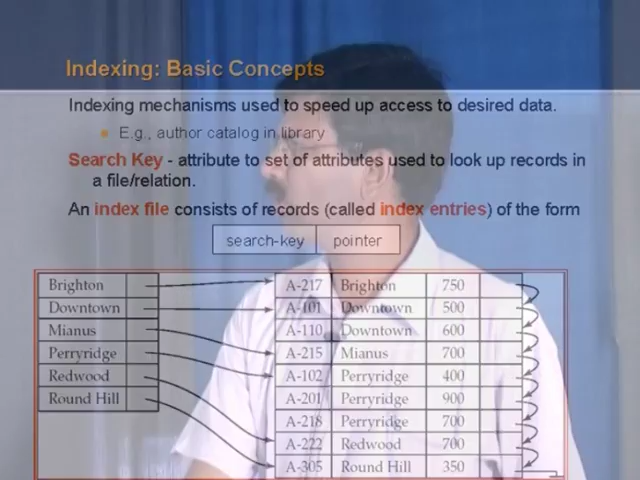 Indexing: Basic Concepts
Indexing mechanisms used to speed up access to desired data.
E.g., author catalog in library
Search Key - attribute to set of attributes used to look up records in
a file/relation.
An index file consists of records (called index entries) of the form
search-key pointer
Brighton
Downtown
Mianus
Perryridge
Redwood
Round Hill
A-217 Brighton 750
A-101 Downtown 500
A-110 Downtown 600
A-215 Mianus 700
A-102 Perryridge 400
A-201 Perryridge 900
A-218 Perryridge 700
A-222 Redwood 700
A-305 Round Hill 350